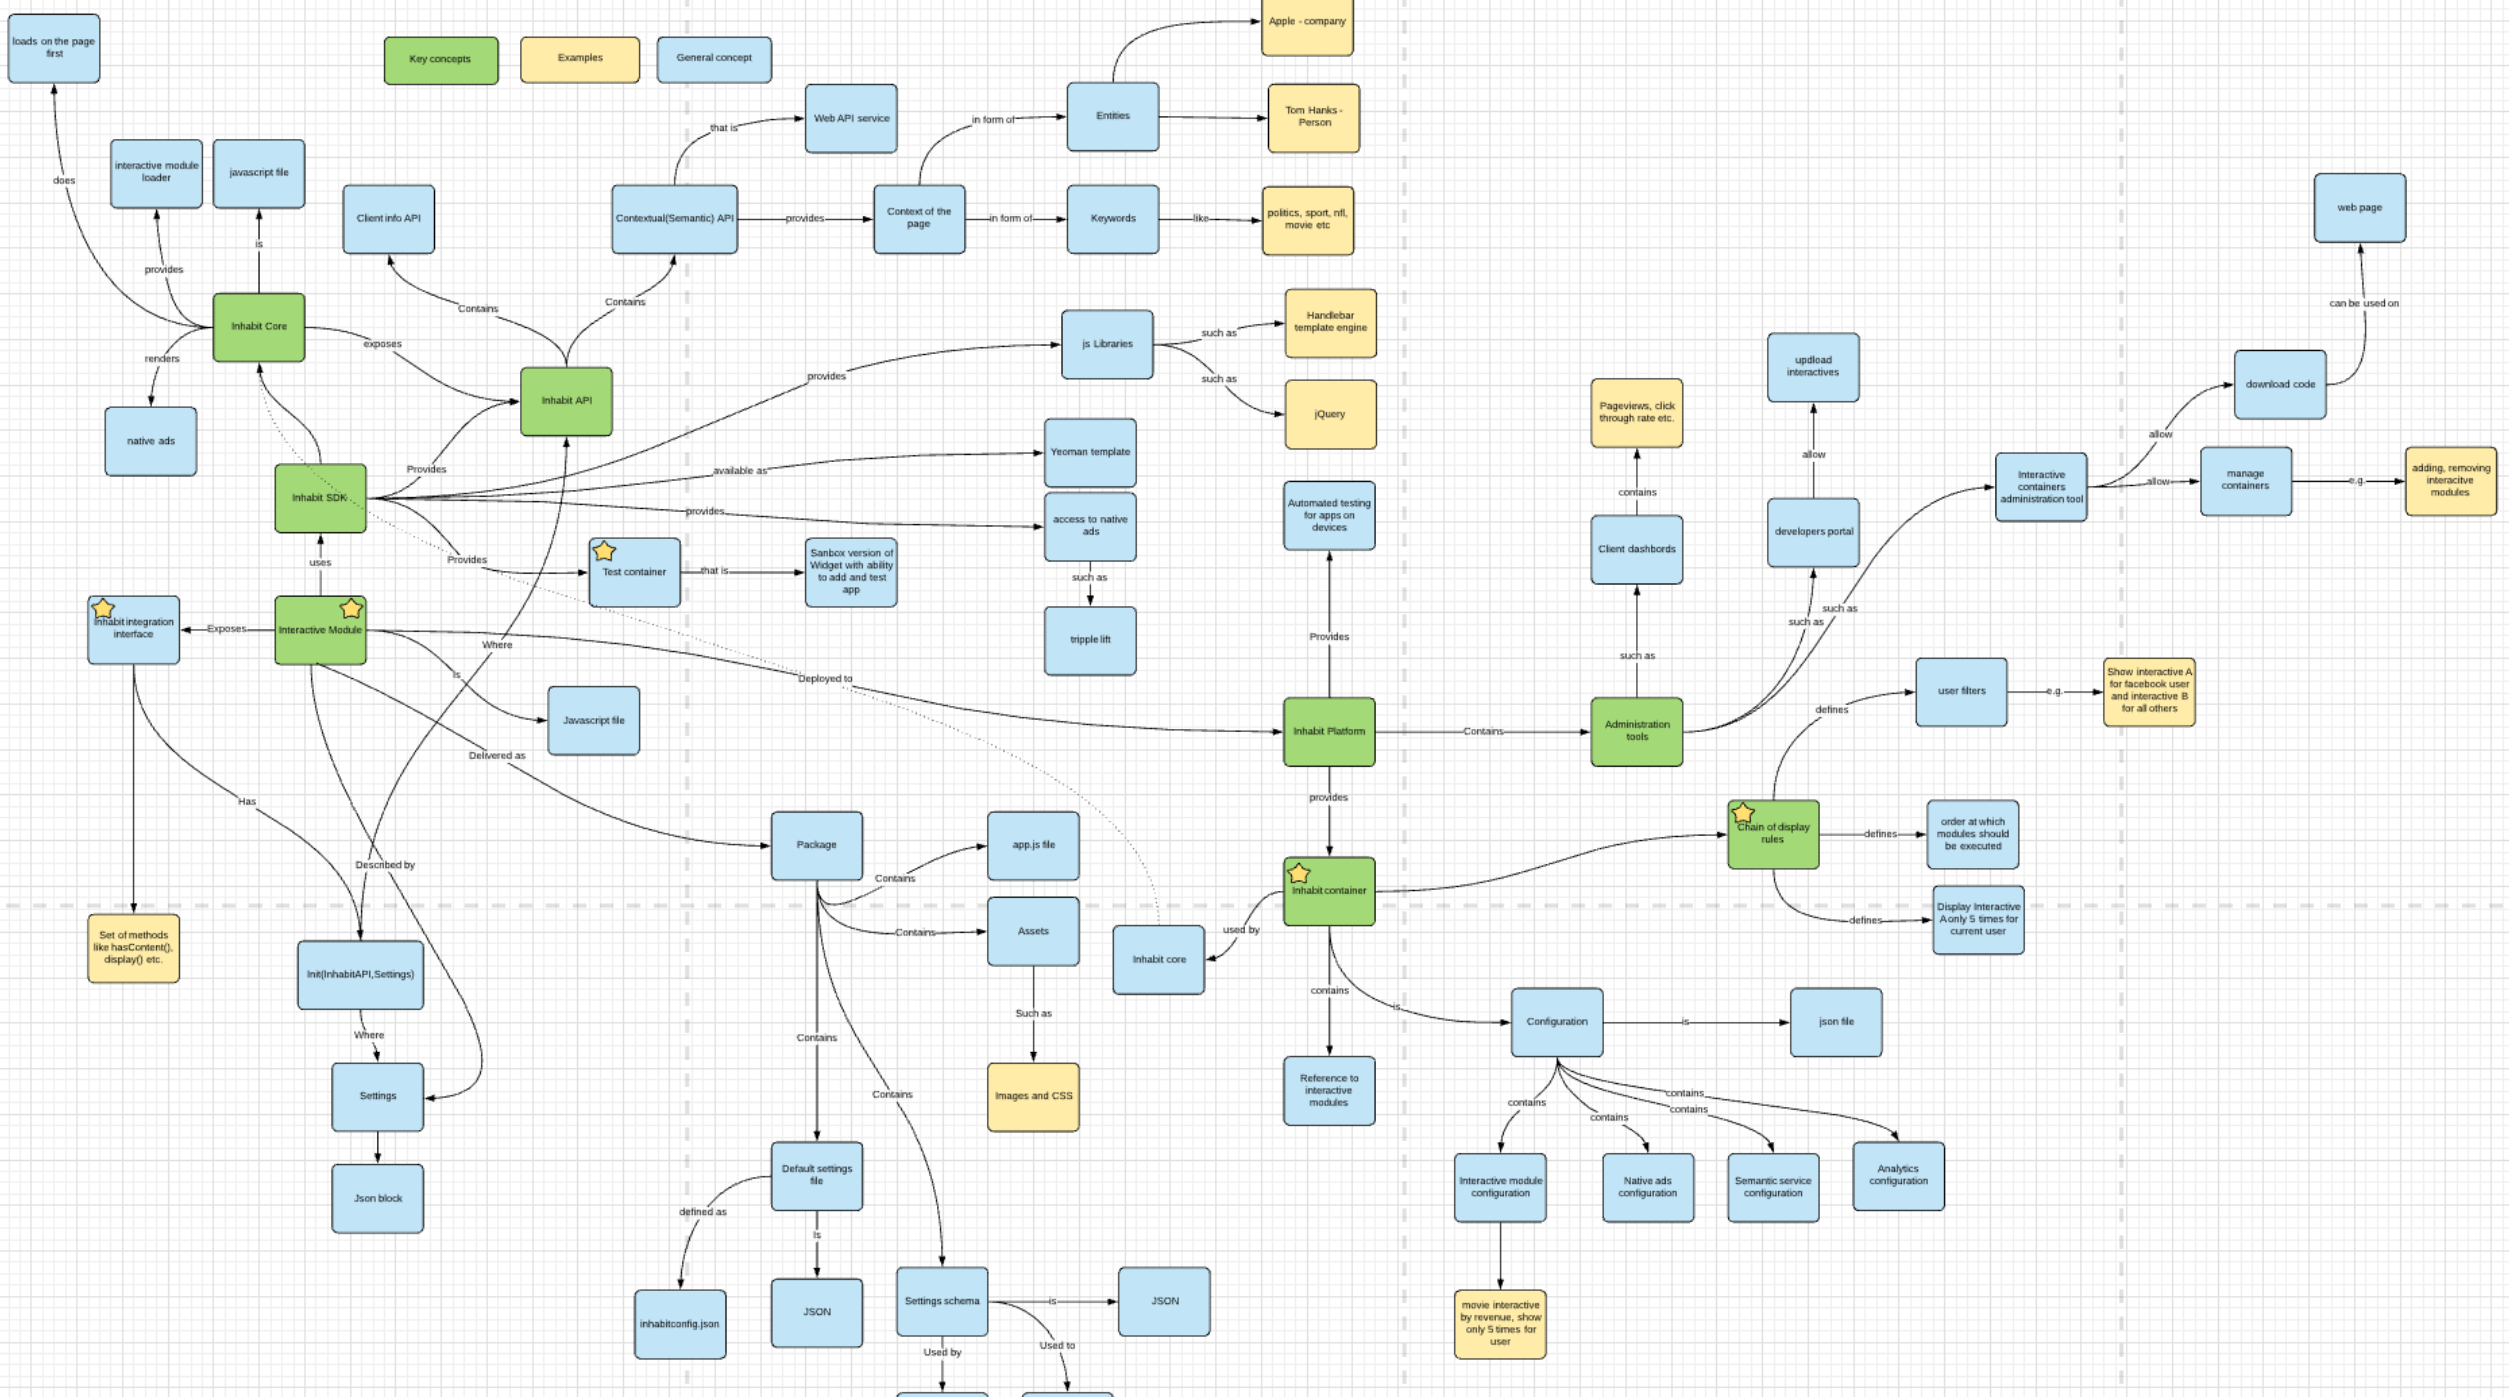 loads on the page
first
Key concepts
Examples
General concept
Apple - company
Web API service
that is
in form of
Entities
Tom Hanks -
Person
does
interactive module
loader
javascript file
Client info API
Contextual(Semantic) API
provides
Context of the
page
in form of
Keywords
like
politics, sport, nfl,
movie etc
web page
is
provides
Contains
Contains
can be used on
Inhabit Core
exposes
renders
js Libraries
such as
such as
Handlebar
template engine
jQuery
updload
interactives
download code
provides
Inhabit API
native ads
Pageviews, click
through rate etc.
allow
allow
Yeoman template
available as
Provides
Inhabit SDK
provides
access to native
ads
Automated testing
for apps on
devices
contains
Client dashbords
developers portal
Interactive
containers
administration tool
allow
manage
containers
e.g.
adding, removing
interacitve
modules
uses
Provides
Test container
that is
Sanbox version of
Widget with ability
to add and test
app
such as
tripple lift
Inhabit integration
interface
Exposes
Interactive Module
Where
is
Deployed to
Provides
such as
such as
such as
Javascript file
Delivered as
Inhabit Platform
Contains
Administration
tools
defines
user filters
e.g.
Show interactive A
for facebook user
and interactive B
for all others
Has
provides
Described by
Package
Contains
app.js file
Chain of display
rules
defines
order at which
modules should
be executed
Inhabit container
Contains
Assets
used by
Inhabit core
defines
Display Interactive
A only 5 times for
current user
Set of methods
like hasContent(),
display() etc.
Init(InhabitAPI,Settings)
Where
Settings
Json block
Such as
Images and CSS
contains
is
Configuration
is
json file
Reference to
interactive
modules
Contains
Contains
contains
contains
contains
contains
Interactive module
configuration
Native ads
configuration
Semantic service
configuration
Analytics
configuration
Default settings
file
defined as
Is
inhabitconfig.json
JSON
Settings schema
is
JSON
Used by
Used to
movie interactive
by revenue, show
only 5 times for
user